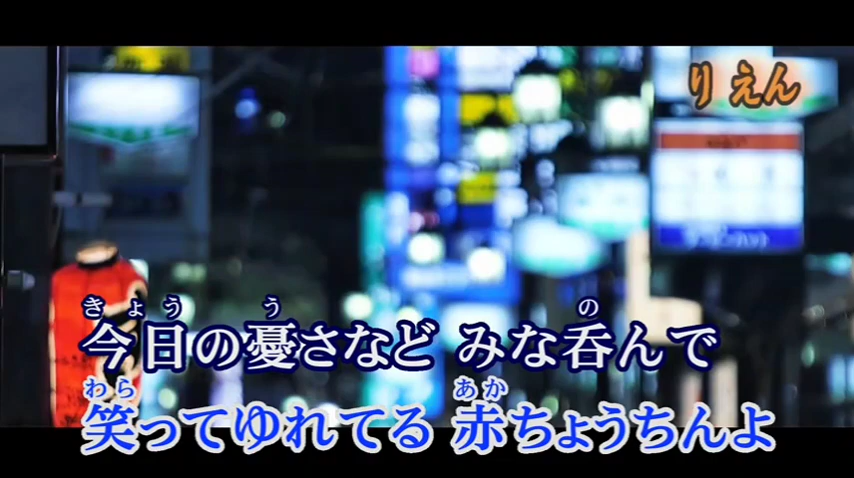 りえん
きょう う の
今日の憂さなど みな呑んで
わら あか
笑ってゆれてる 赤ちょうちんよ